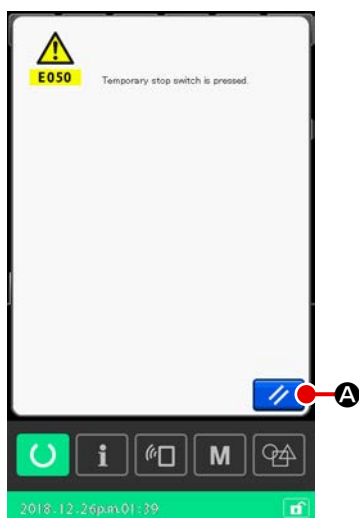 E050
Temporary stop switch is pressed.
A
i
M
2018.12.26p.m.01:39